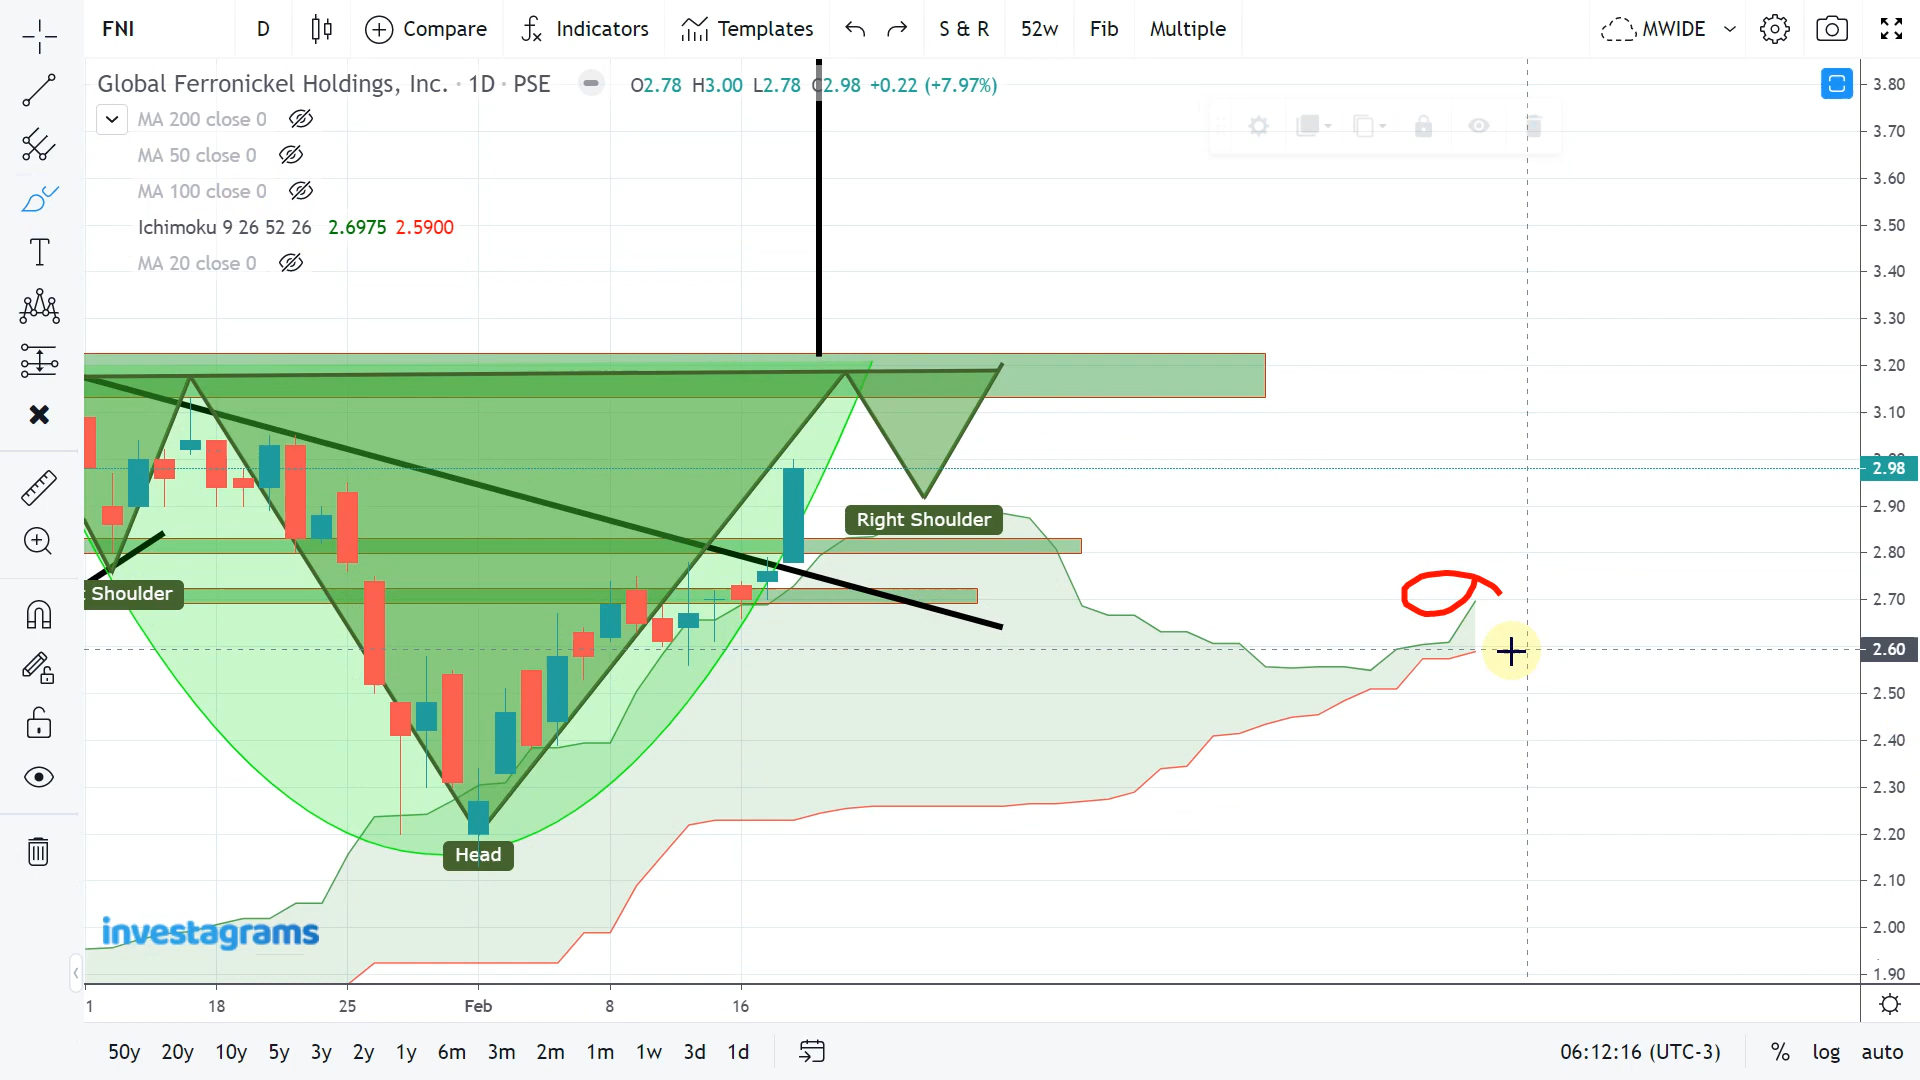 FNI D Compare Indicators Templates S & R 52w Fib Multiple MWIDE
Global Ferronickel Holdings, Inc. · 1D · PSE O2.78 H3.00 L2.78 C2.98 +0.22 (+7.97%)
MA 200 close 0
MA 50 close 0
MA 100 close 0
Ichimoku 9 26 52 26 2.6975 2.5900
MA 20 close 0
3.80
3.70
3.60
3.50
3.40
3.30
3.20
3.10
2.98
2.90
2.80
2.70
2.60
2.50
2.40
2.30
2.20
2.10
2.00
1.90
Right Shoulder
Shoulder
Head
investagrams
1 18 25 Feb 8 16
50y 20y 10y 5y 3y 2y 1y 6m 3m 2m 1m 1w 3d 1d 06:12:16 (UTC-3) % log auto